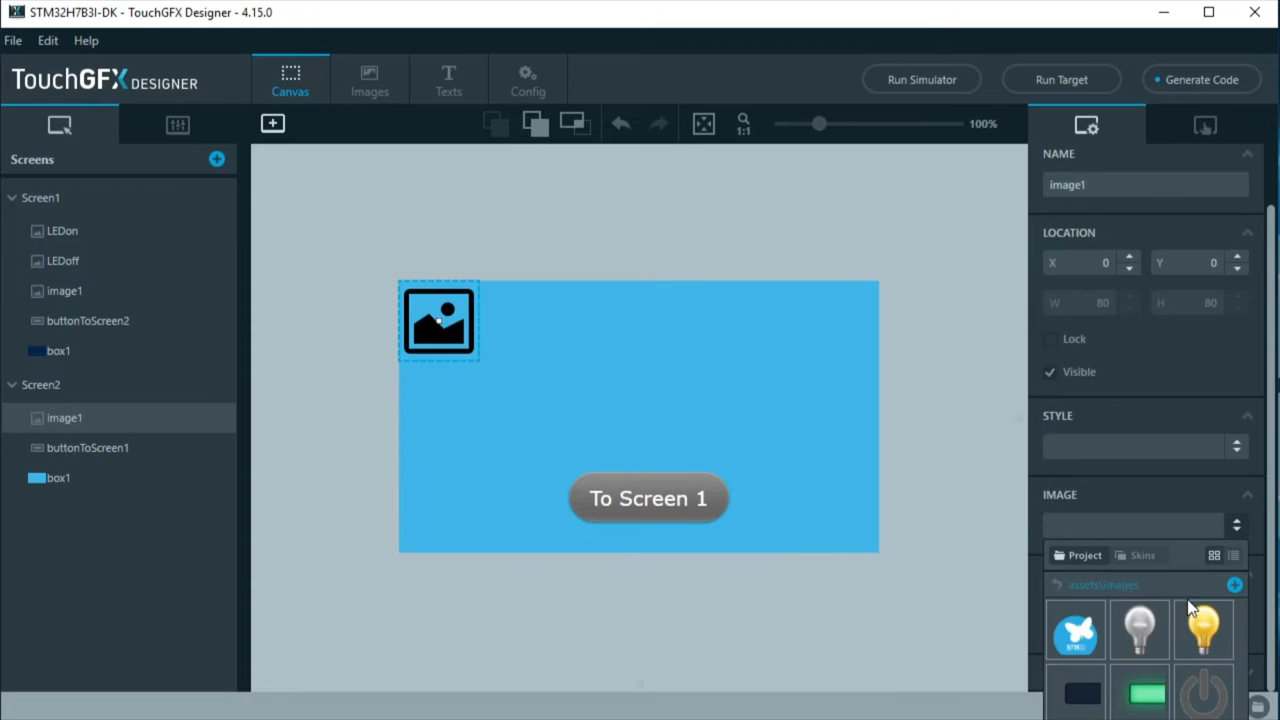 STM32H7B3I-DK - TouchGFX Designer - 4.15.0
File Edit Help
TouchGFX DESIGNER
Canvas
Images
Texts
Config
Run Simulator
Run Target
Generate Code
1:1
100%
Screens
Screen1
LEDon
LEDoff
image1
buttonToScreen2
box1
Screen2
image1
buttonToScreen1
box1
To Screen 1
NAME
image1
LOCATION
X 0 Y 0
W 80 H 80
Lock
Visible
STYLE
IMAGE
Project Skins
assets\images
STM32